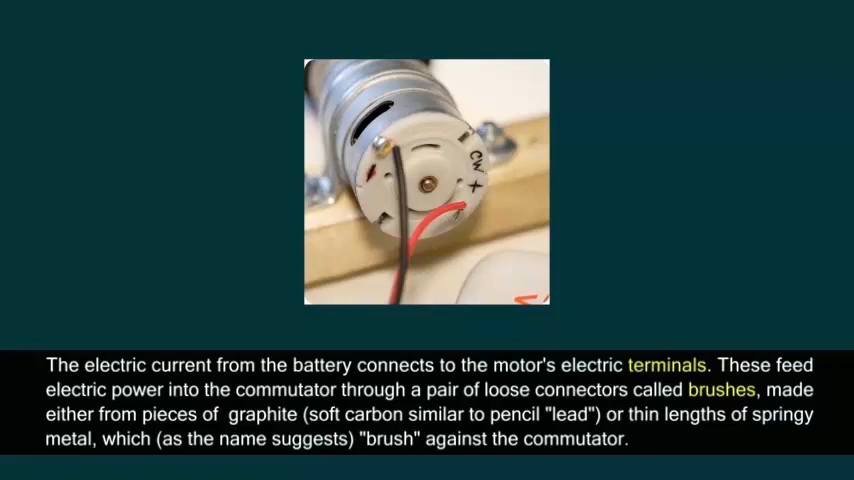 CW
+
The electric current from the battery connects to the motor's electric terminals. These feed
electric power into the commutator through a pair of loose connectors called brushes, made
either from pieces of  graphite (soft carbon similar to pencil "lead") or thin lengths of springy
metal, which (as the name suggests) "brush" against the commutator.